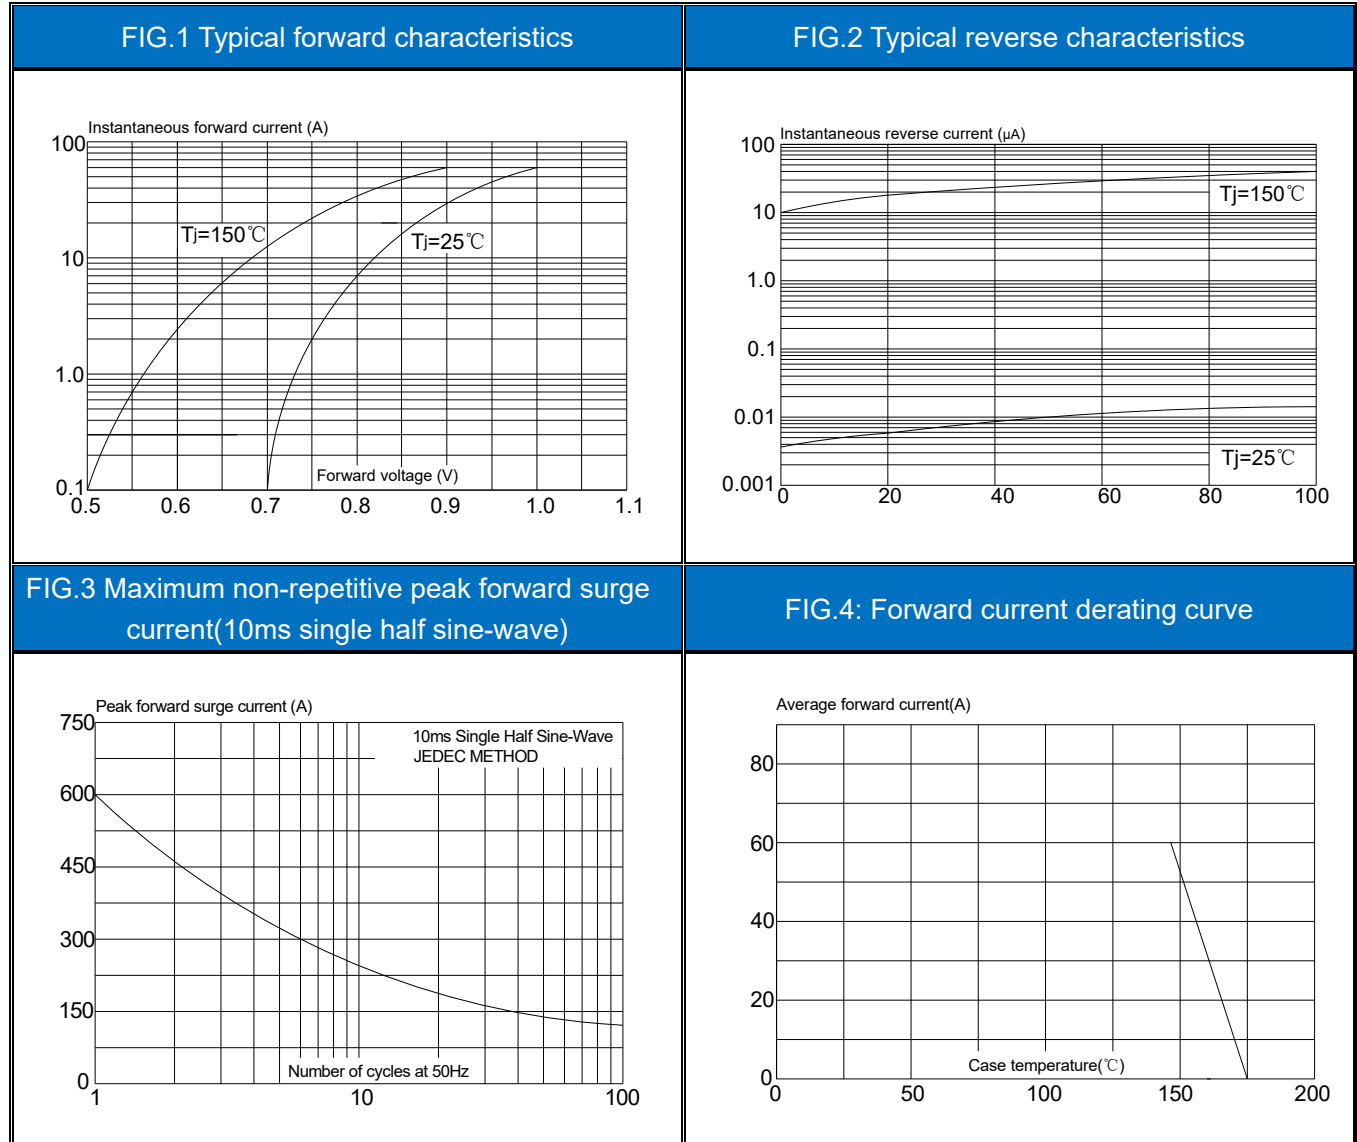 FIG.1 Typical forward characteristics
Instantaneous forward current (A)
100
10
1.0
0.1
Tj=150℃
Tj=25℃
Forward voltage (V)
0.5 0.6 0.7 0.8 0.9 1.0 1.1
FIG.2 Typical reverse characteristics
Instantaneous reverse current (μA)
100
10
1.0
0.1
0.01
0.001
Tj=150℃
Tj=25℃
0 20 40 60 80 100
FIG.3 Maximum non-repetitive peak forward surge
current(10ms single half sine-wave)
Peak forward surge current (A)
750
600
450
300
150
0
10ms Single Half Sine-Wave
JEDEC METHOD
Number of cycles at 50Hz
1 10 100
FIG.4: Forward current derating curve
Average forward current(A)
80
60
40
20
0
Case temperature(℃)
0 50 100 150 200